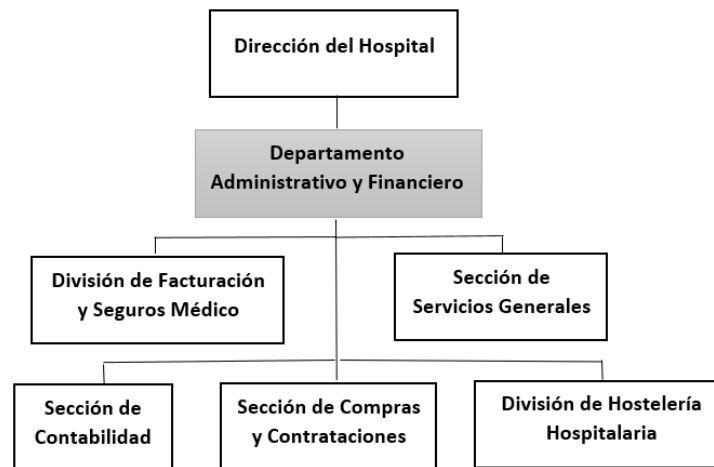 Dirección del Hospital
Departamento
Administrativo y Financiero
División de Facturación
y Seguros Médico
Sección de
Servicios Generales
Sección de
Contabilidad
Sección de Compras
y Contrataciones
División de Hostelería
Hospitalaria